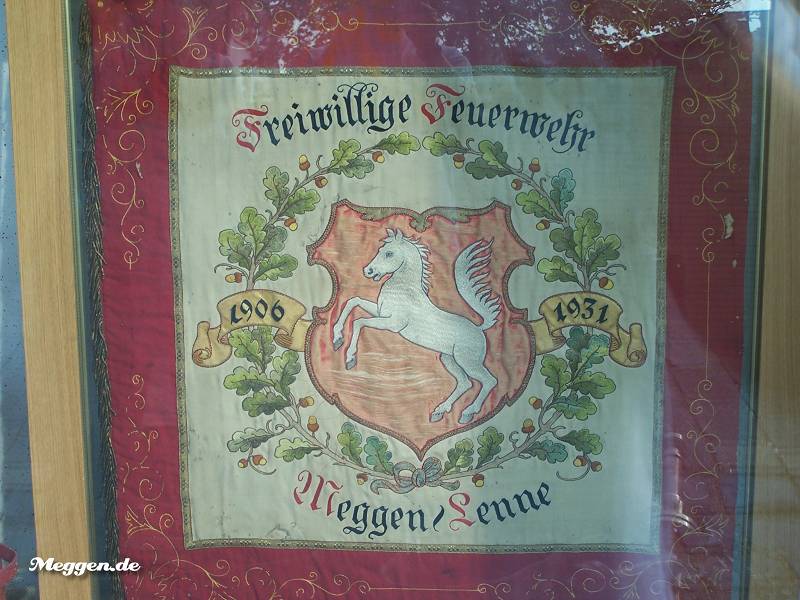 Freiwillige Feuerwehr
1906 1931
Meggen/Lenne
Meggen.de